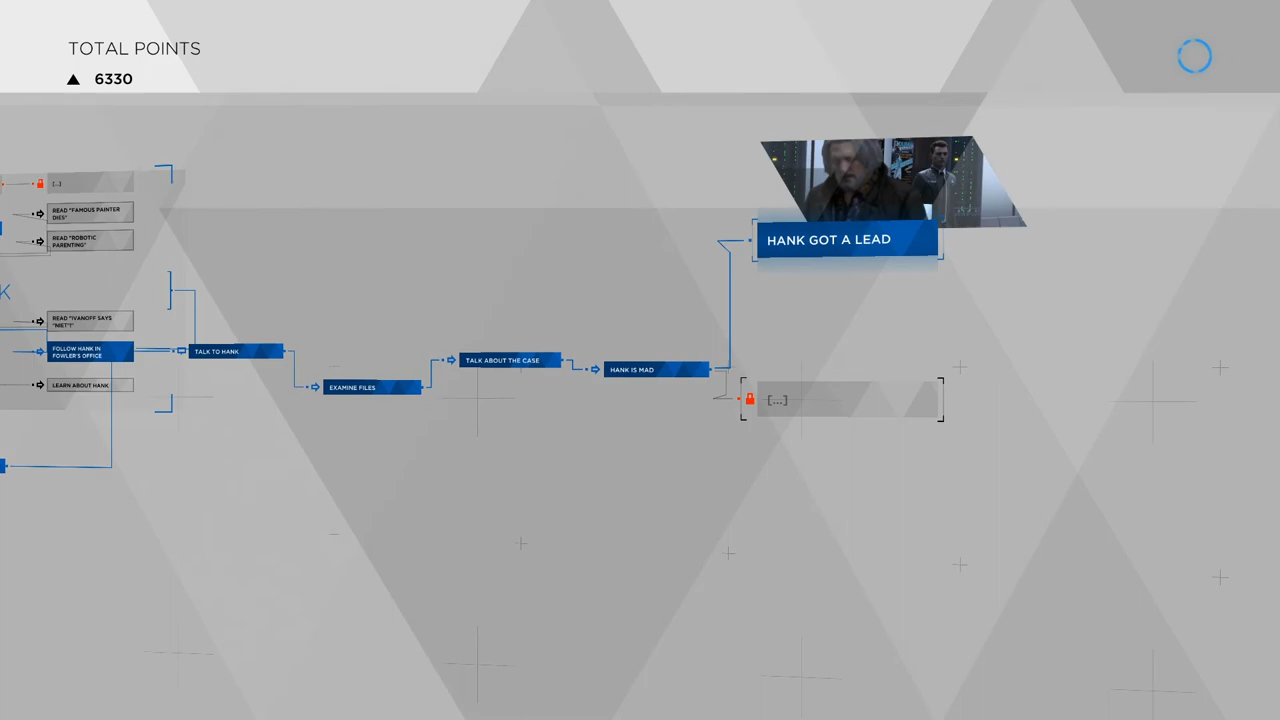 TOTAL POINTS
6330
[...]
READ "FAMOUS PAINTER
DIES"
READ "ROBOTIC
PARENTING"
K
READ "IVANOFF SAYS
"NIET"!"
FOLLOW HANK IN
FOWLER'S OFFICE
LEARN ABOUT HANK
TALK TO HANK
EXAMINE FILES
TALK ABOUT THE CASE
HANK IS MAD
HANK GOT A LEAD
[...]